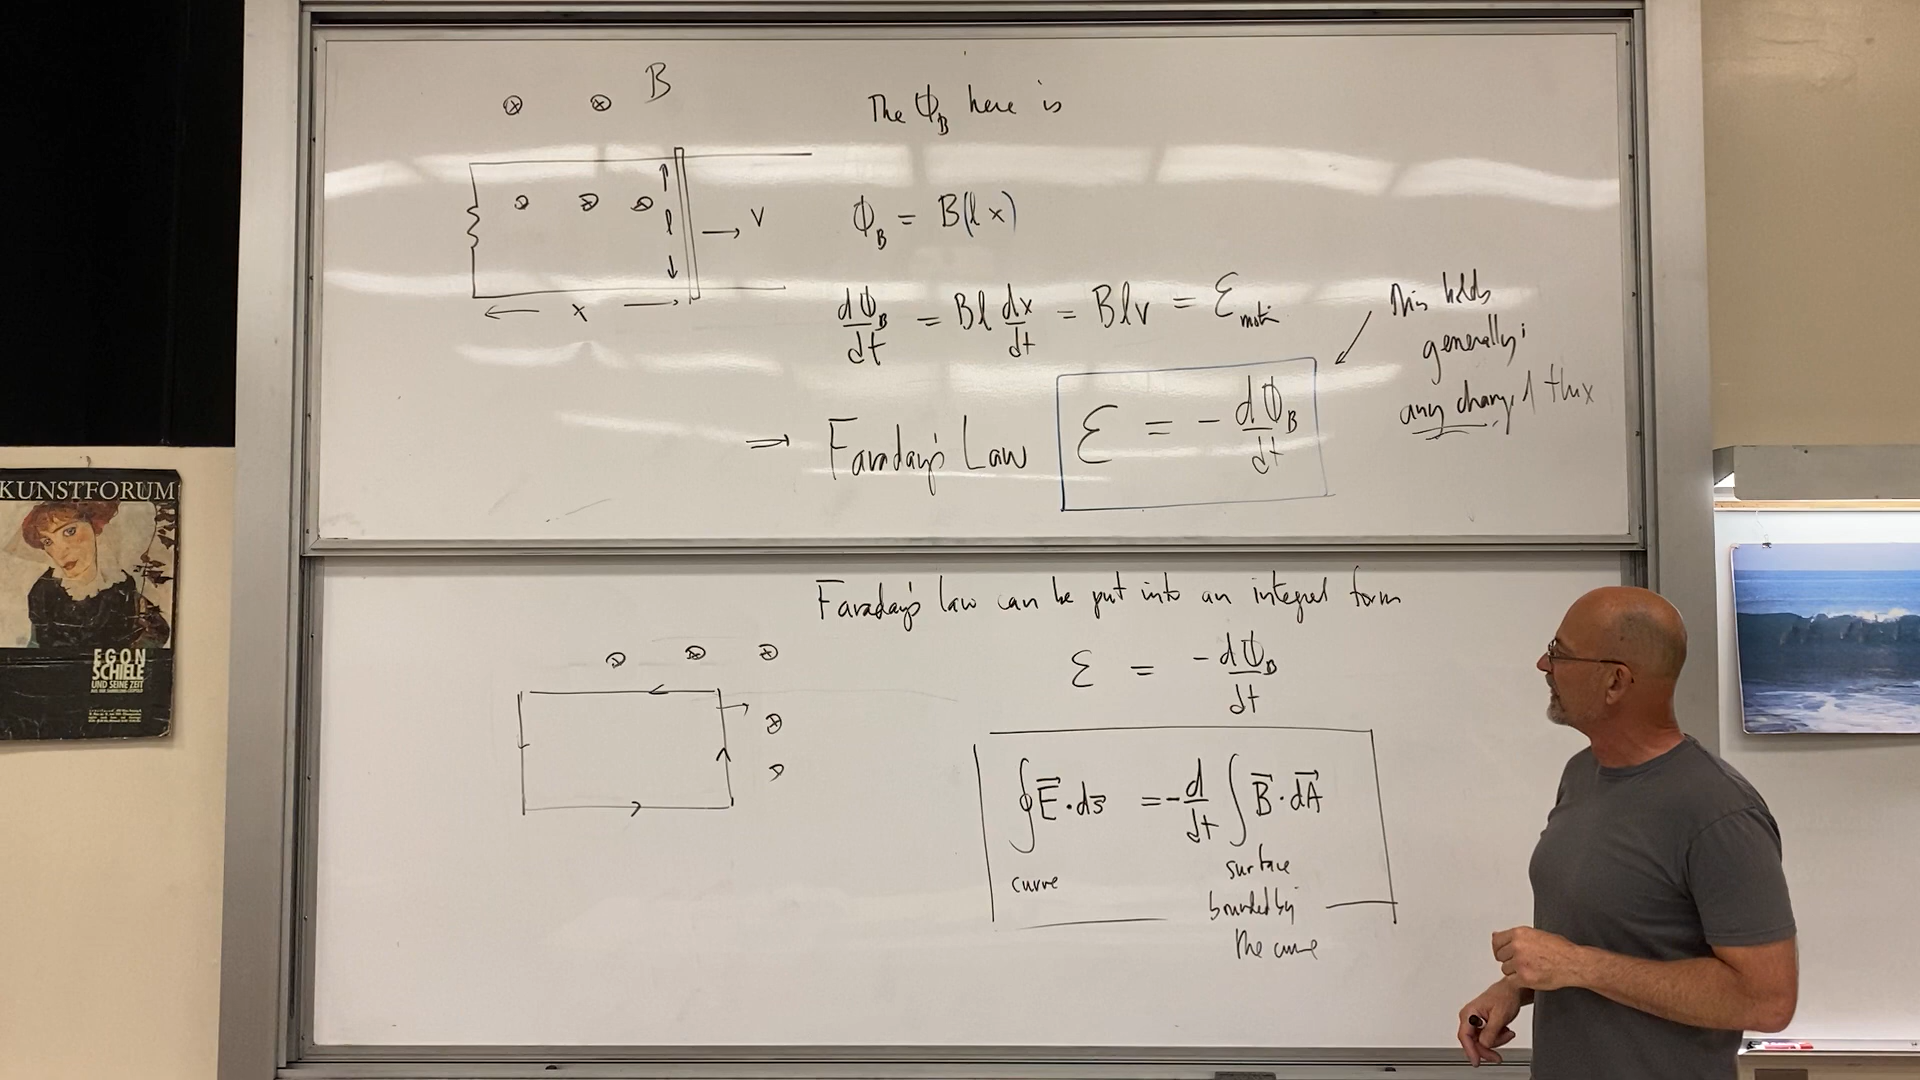 B
The Φ_B here is
l
→ V
x
Φ_B = B(l x)
dΦ_B/dt = Bl dx/dt = Blv = Ɛ
This holds
generally:
any change of flux
⇒ Faraday's Law Ɛ = - dΦ_B/dt
Faraday's law can be put into an integral form
Ɛ = - dΦ_B/dt
∮ E⃗ · ds⃗ = - d/dt ∫ B⃗ · dA⃗
curve
surface
bounded by
the curve
KUNSTFORUM
EGON
SCHIELE
UND SEINE ZEIT